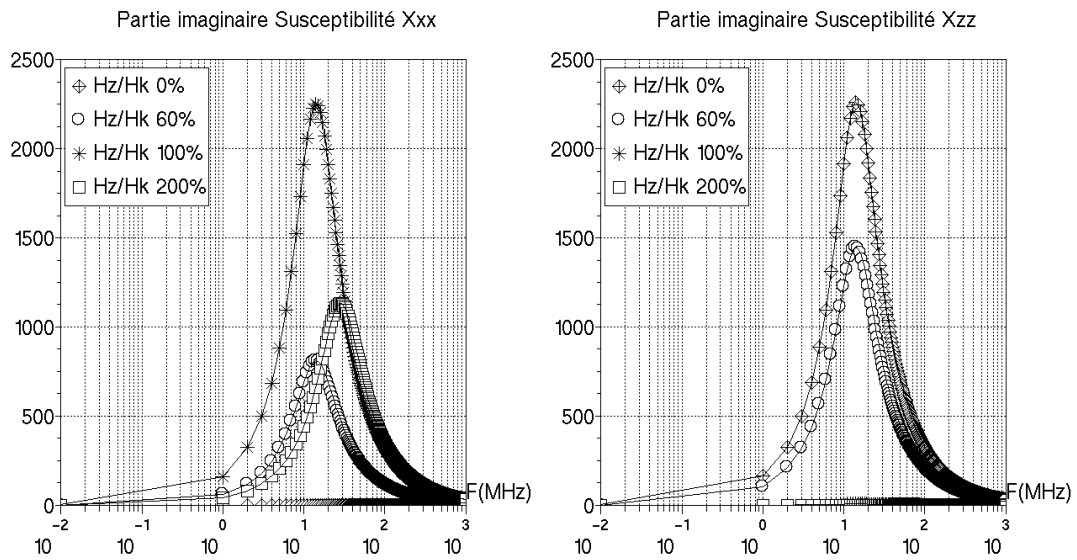 Partie imaginaire Susceptibilité Xxx
2500
2000
1500
1000
500
0
Hz/Hk 0%
Hz/Hk 60%
Hz/Hk 100%
Hz/Hk 200%
F(MHz)
-2 -1 0 1 2 3
10 10 10 10 10 10
Partie imaginaire Susceptibilité Xzz
2500
2000
1500
1000
500
0
Hz/Hk 0%
Hz/Hk 60%
Hz/Hk 100%
Hz/Hk 200%
F(MHz)
-2 -1 0 1 2 3
10 10 10 10 10 10